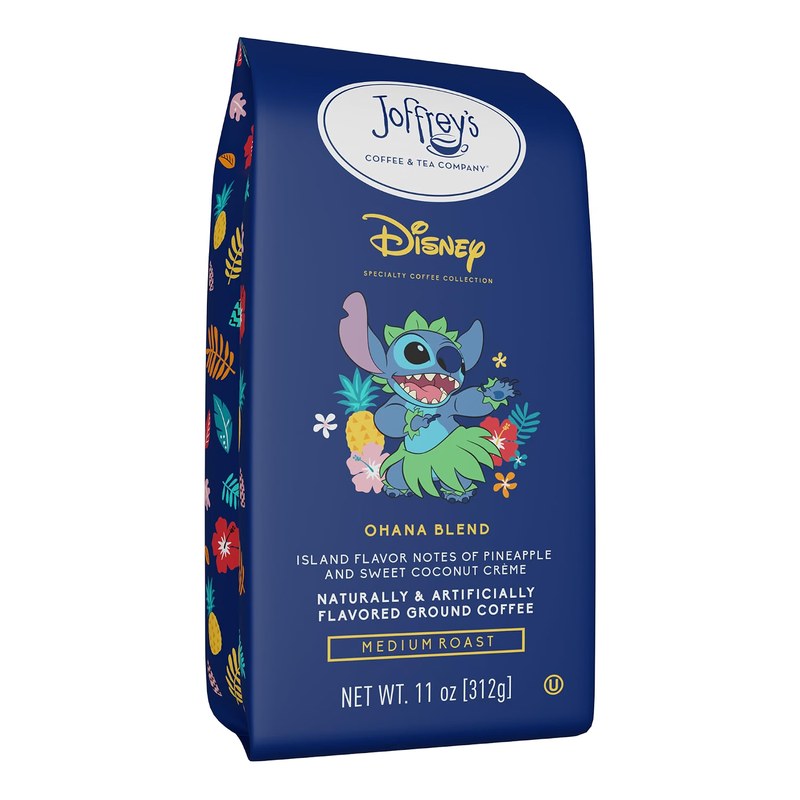 Joffrey's
COFFEE & TEA COMPANY®
Disney
SPECIALTY COFFEE COLLECTION
OHANA BLEND
ISLAND FLAVOR NOTES OF PINEAPPLE
AND SWEET COCONUT CRÈME
NATURALLY & ARTIFICIALLY
FLAVORED GROUND COFFEE
MEDIUM ROAST
NET WT. 11 oz [312g]
U